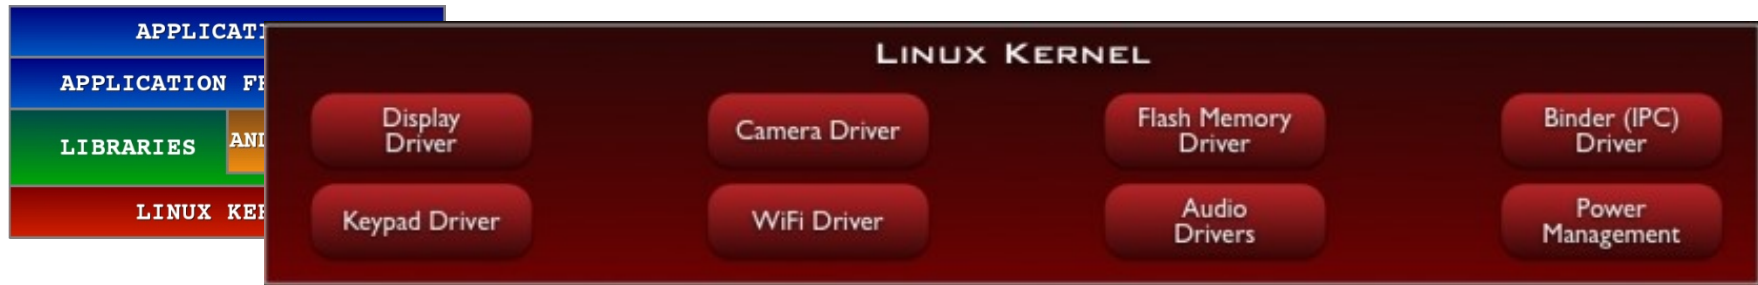 APPLICATI
APPLICATION FR
LIBRARIES
AND
LINUX KER
LINUX KERNEL
Display
Driver
Camera Driver
Flash Memory
Driver
Binder (IPC)
Driver
Keypad Driver
WiFi Driver
Audio
Drivers
Power
Management